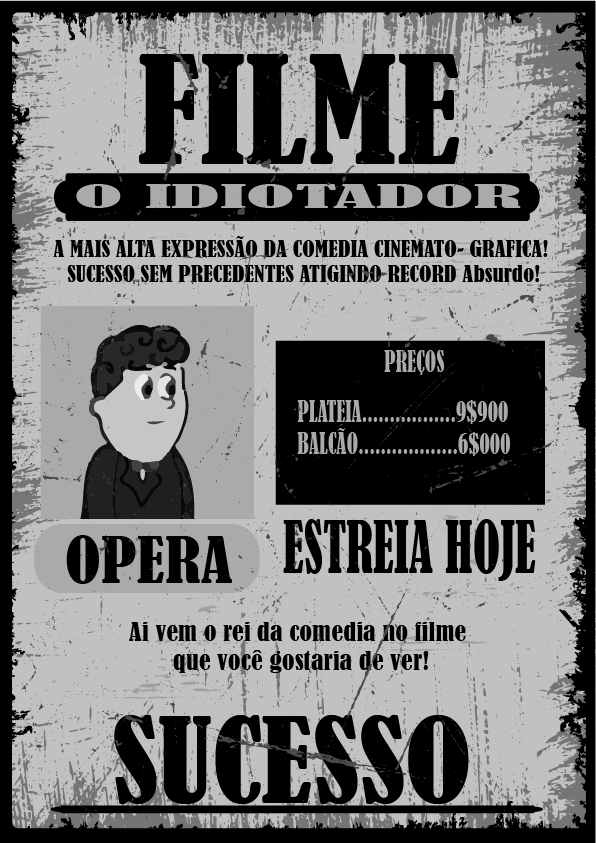 FILME
O IDIOTADOR
A MAIS ALTA EXPRESSÃO DA COMEDIA CINEMATO- GRAFICA!
SUCESSO SEM PRECEDENTES ATIGINDO RECORD Absurdo!
PREÇOS
PLATEIA.................9$900
BALCÃO..................6$000
OPERA
ESTREIA HOJE
Ai vem o rei da comedia no filme
que você gostaria de ver!
SUCESSO